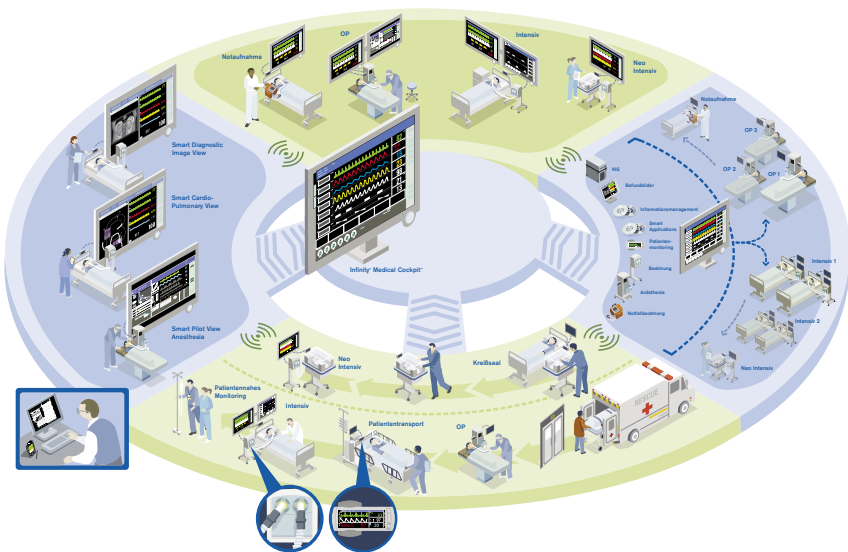 OP
Intensiv
Notaufnahme
Neo
Intensiv
Notaufnahme
OP 3
OP 2
OP 1
Smart Diagnostic
Image View
KIS
Befundbilder
Smart Cardio-
Pulmonary View
Informationsmanagement
Smart
Applications
Patienten-
monitoring
Beatmung
Intensiv 1
Infinity® Medical Cockpit™
Anästhesie
Notfallbeatmung
Intensiv 2
Smart Pilot View
Anesthesia
Neo Intensiv
Neo
Intensiv
Kreißsaal
Patientennahes
Monitoring
Intensiv
Patiententransport
OP
RESCUE